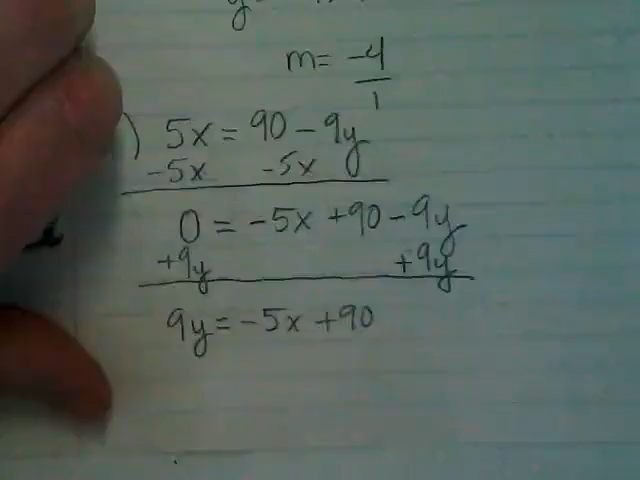 m = -4/1
) 5x = 90 - 9y
-5x -5x
0 = -5x + 90 - 9y
+9y +9y
9y = -5x + 90